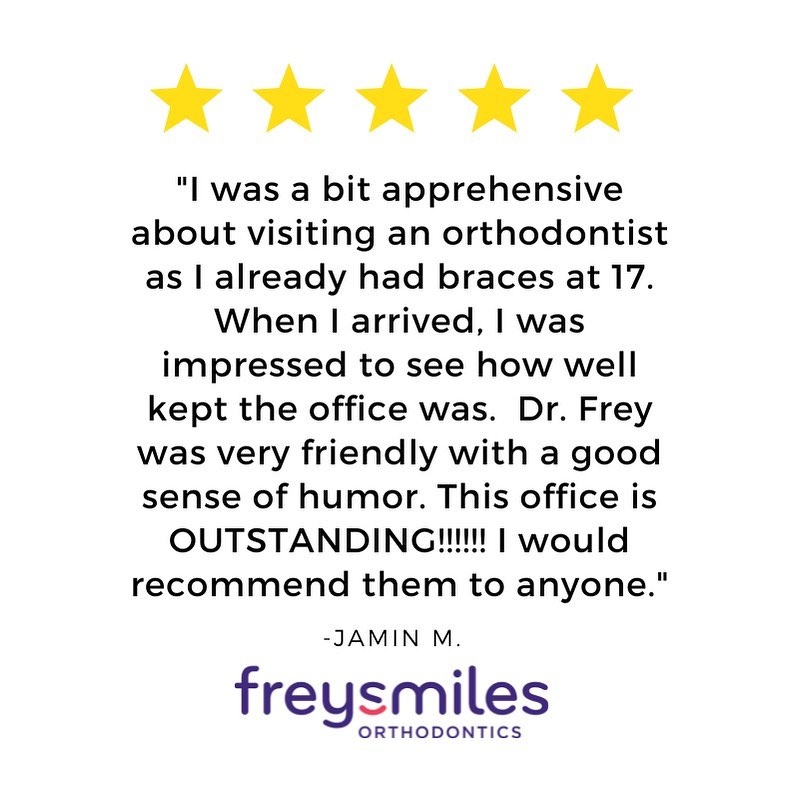 "I was a bit apprehensive
about visiting an orthodontist
as I already had braces at 17.
When I arrived, I was
impressed to see how well
kept the office was.  Dr. Frey
was very friendly with a good
sense of humor. This office is
OUTSTANDING!!!!!! I would
recommend them to anyone."
-JAMIN M.
freysmiles
ORTHODONTICS